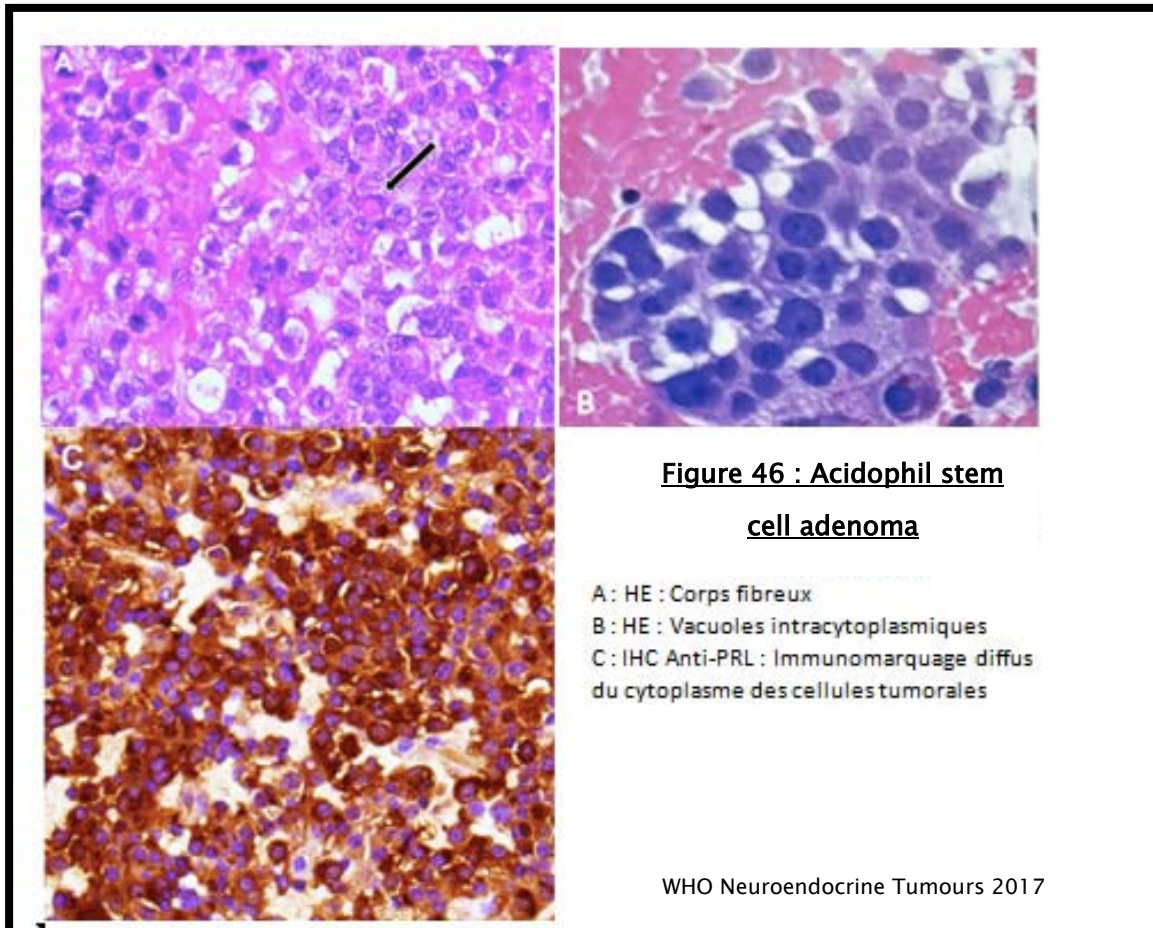 A
B
C
Figure 46 : Acidophil stem
cell adenoma
A : HE : Corps fibreux
B : HE : Vacuoles intracytoplasmiques
C : IHC Anti-PRL : Immunomarquage diffus
du cytoplasme des cellules tumorales
WHO Neuroendocrine Tumours 2017